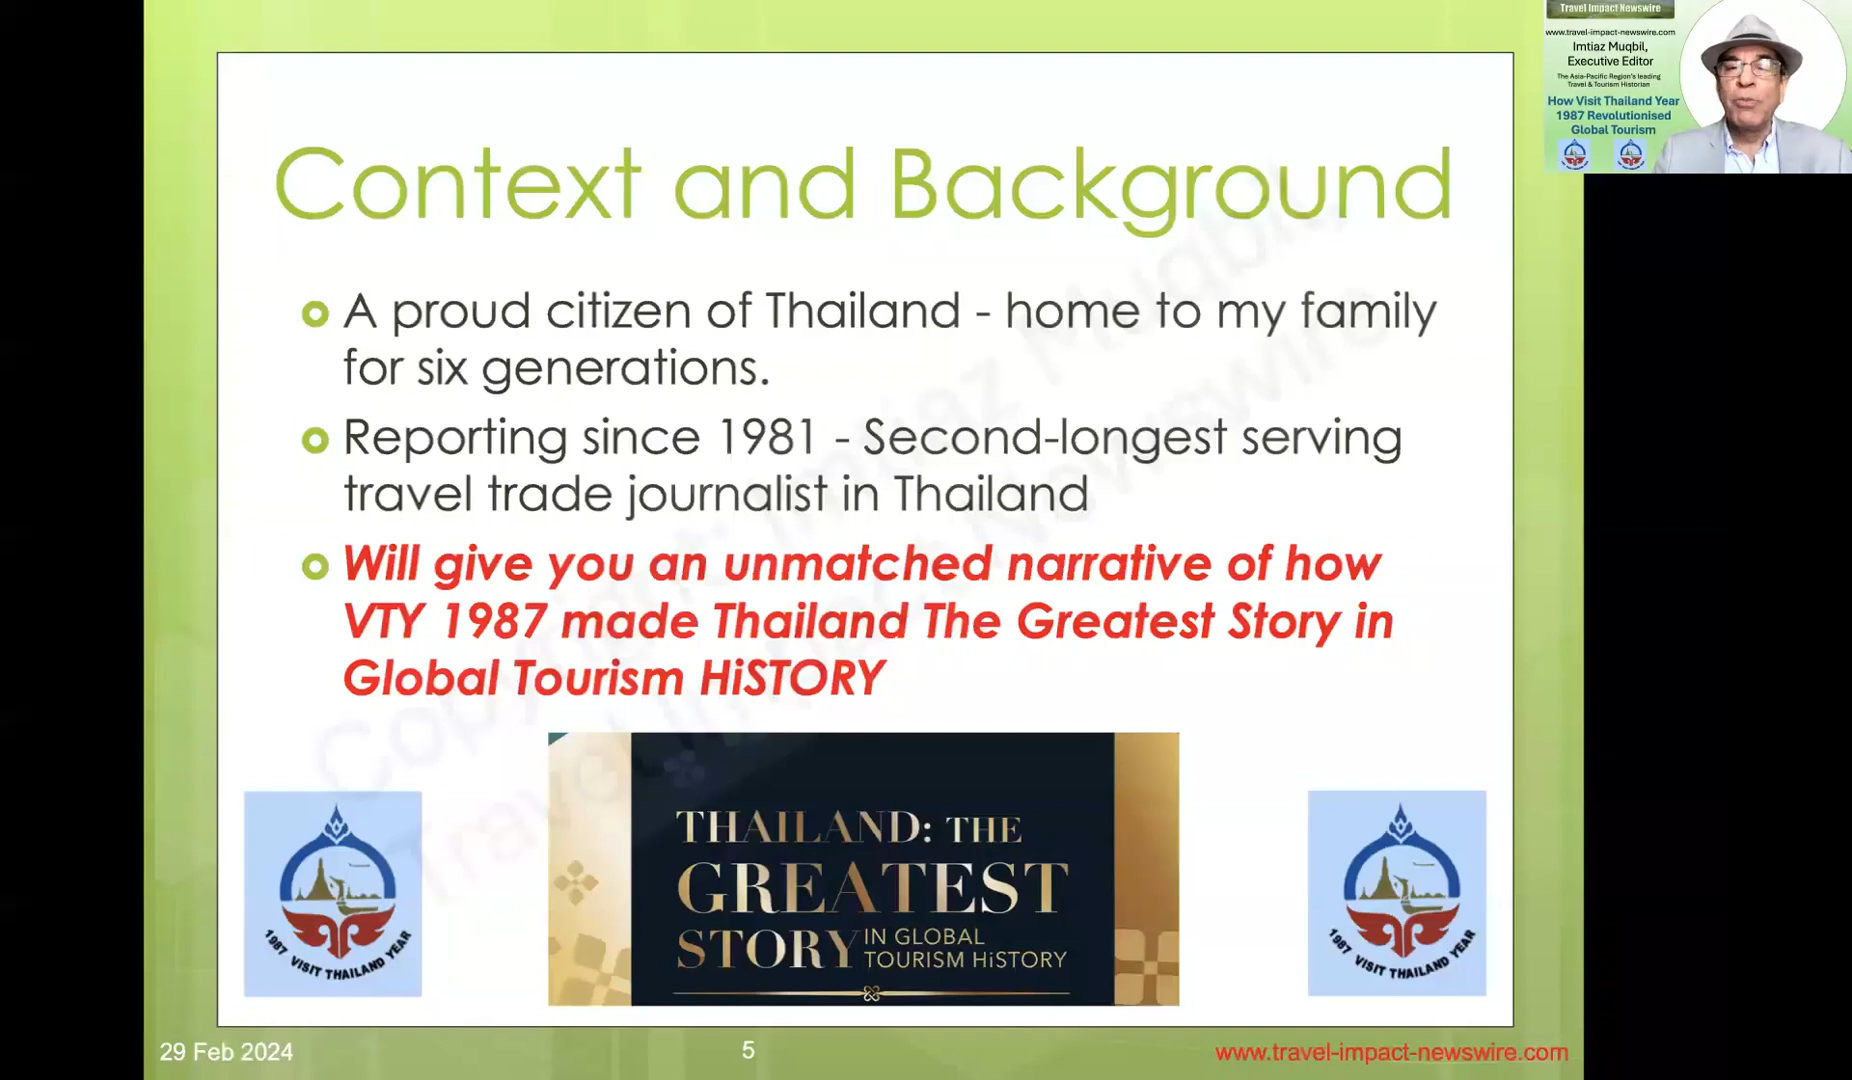 Context and Background
A proud citizen of Thailand - home to my family
for six generations.
Reporting since 1981 - Second-longest serving
travel trade journalist in Thailand
Will give you an unmatched narrative of how
VTY 1987 made Thailand The Greatest Story in
Global Tourism HiSTORY
Copyright: Imtiaz Muqbil,
Travel Impact Newswire
THAILAND: THE
GREATEST
STORY IN GLOBAL
TOURISM HiSTORY
1987 VISIT THAILAND YEAR
1987 VISIT THAILAND YEAR
29 Feb 2024
5
www.travel-impact-newswire.com
Travel Impact Newswire
www.travel-impact-newswire.com
Imtiaz Muqbil,
Executive Editor
The Asia-Pacific Region's leading
Travel & Tourism Historian
How Visit Thailand Year
1987 Revolutionised
Global Tourism